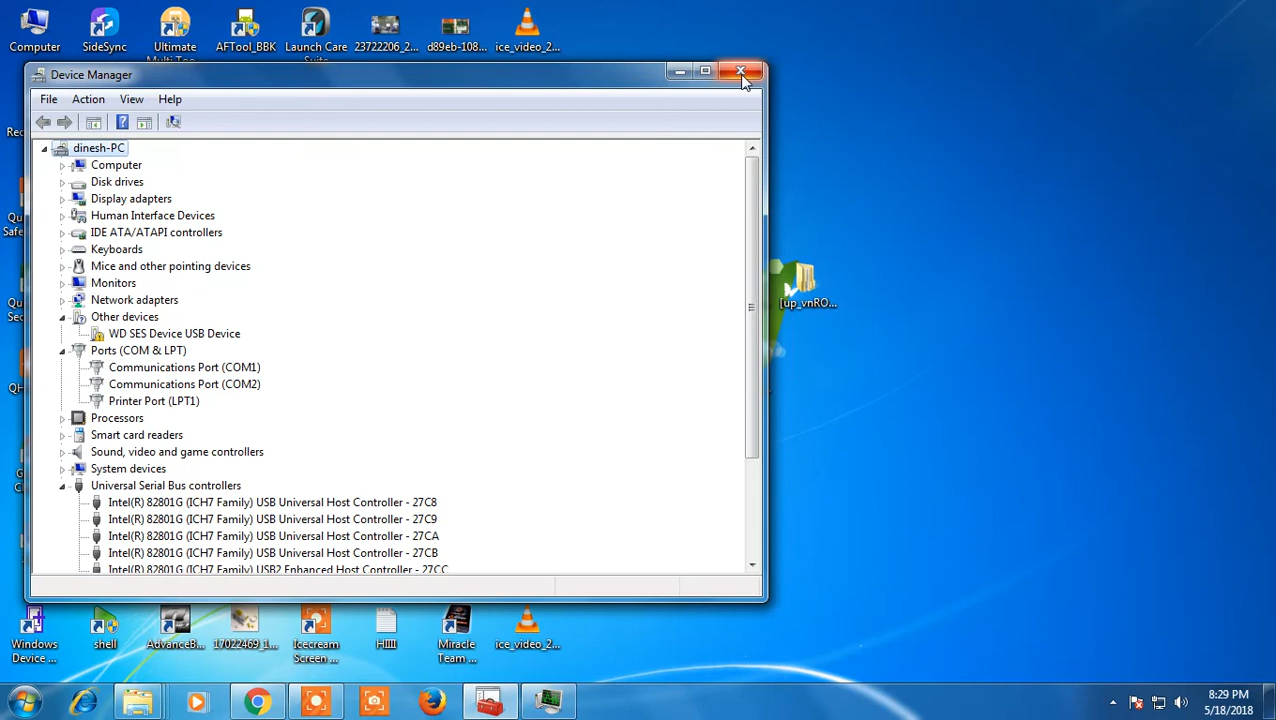 Computer
SideSync
Ultimate
Multi Too...
AFTool_BBK
Launch Care
Suite
23722206_2...
d89eb-108...
ice_video_2...
Device Manager
File
Action
View
Help
dinesh-PC
Computer
Disk drives
Display adapters
Human Interface Devices
IDE ATA/ATAPI controllers
Keyboards
Mice and other pointing devices
Monitors
Network adapters
Other devices
WD SES Device USB Device
Ports (COM & LPT)
Communications Port (COM1)
Communications Port (COM2)
Printer Port (LPT1)
Processors
Smart card readers
Sound, video and game controllers
System devices
Universal Serial Bus controllers
Intel(R) 82801G (ICH7 Family) USB Universal Host Controller - 27C8
Intel(R) 82801G (ICH7 Family) USB Universal Host Controller - 27C9
Intel(R) 82801G (ICH7 Family) USB Universal Host Controller - 27CA
Intel(R) 82801G (ICH7 Family) USB Universal Host Controller - 27CB
Intel(R) 82801G (ICH7 Family) USB2 Enhanced Host Controller - 27CC
[up_vnRO...
Windows
Device ...
shell
AdvanceB...
17022469_1...
Icecream
Screen ...
Miracle
Team ...
ice_video_2...
8:29 PM
5/18/2018